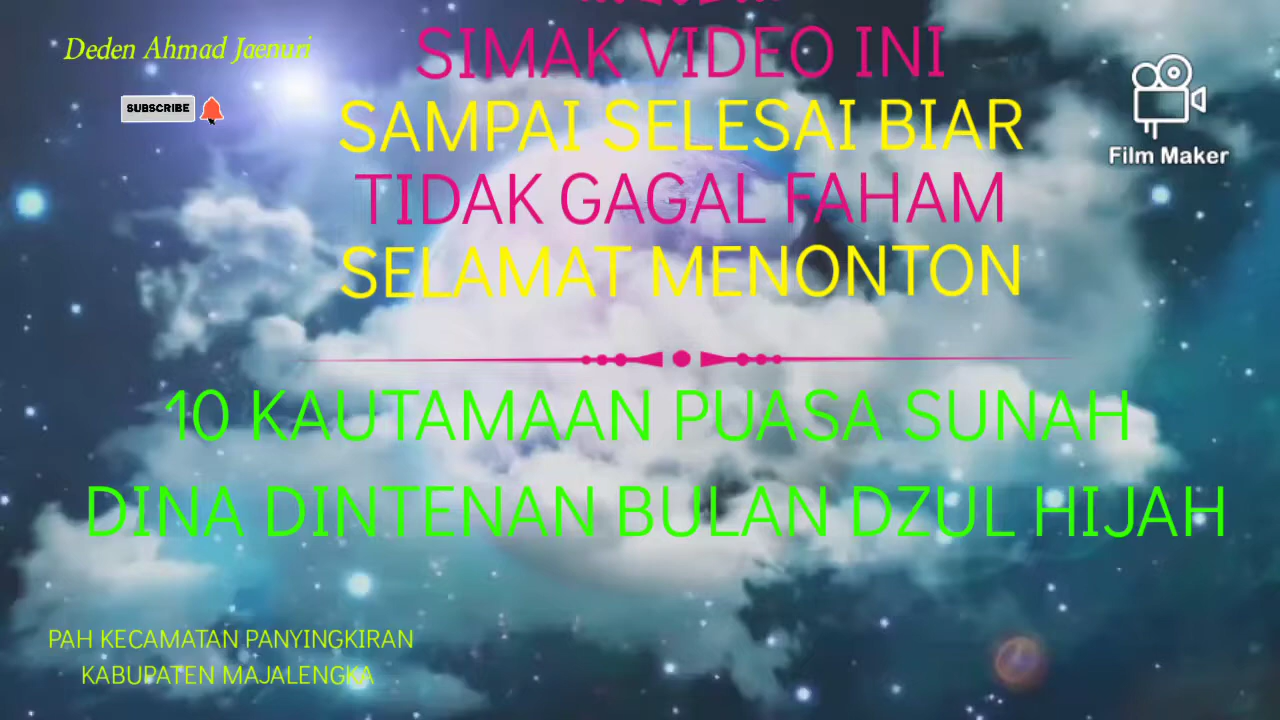 Deden Ahmad Jaenuri
SUBSCRIBE
SIMAK VIDEO INI
SAMPAI SELESAI BIAR
TIDAK GAGAL FAHAM
SELAMAT MENONTON
Film Maker
10 KAUTAMAAN PUASA SUNAH
DINA DINTENAN BULAN DZUL HIJAH
PAH KECAMATAN PANYINGKIRAN
KABUPATEN MAJALENGKA